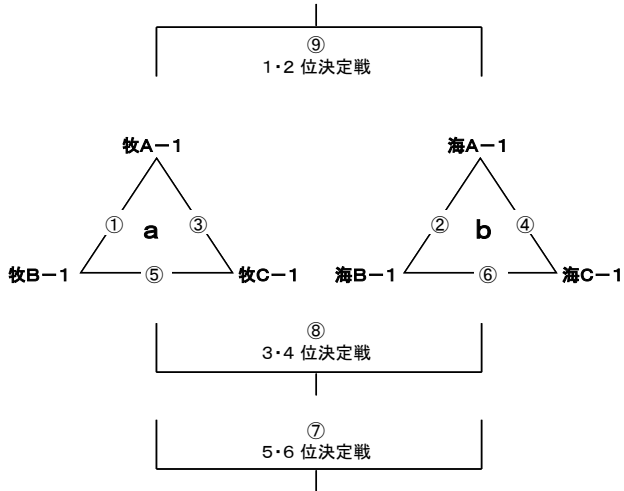 ⑨
1・2 位決定戦
牧A－1
海A－1
① a ③
② b ④
牧B－1 ⑤ 牧C－1
海B－1 ⑥ 海C－1
⑧
3・4 位決定戦
⑦
5・6 位決定戦